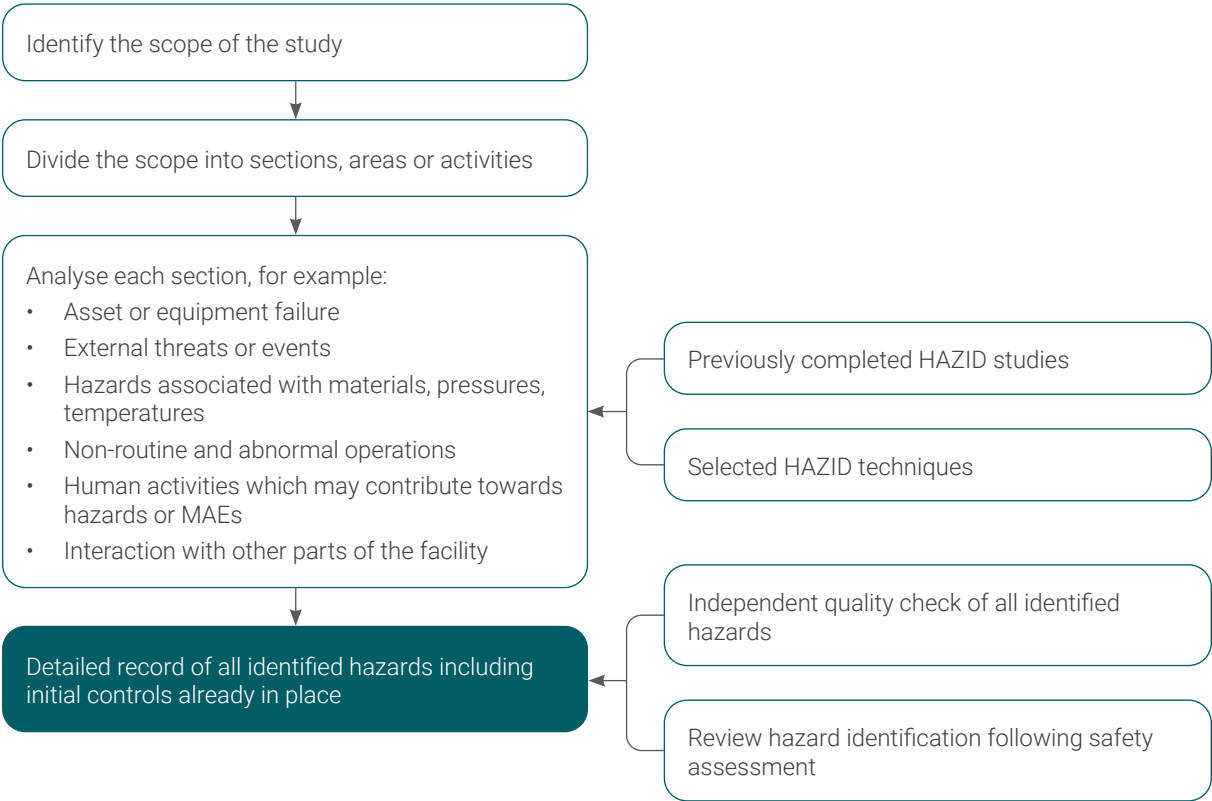 Identify the scope of the study
Divide the scope into sections, areas or activities
Analyse each section, for example:
• Asset or equipment failure
• External threats or events
• Hazards associated with materials, pressures,
temperatures
• Non-routine and abnormal operations
• Human activities which may contribute towards
hazards or MAEs
• Interaction with other parts of the facility
Previously completed HAZID studies
Selected HAZID techniques
Detailed record of all identified hazards including
initial controls already in place
Independent quality check of all identified
hazards
Review hazard identification following safety
assessment